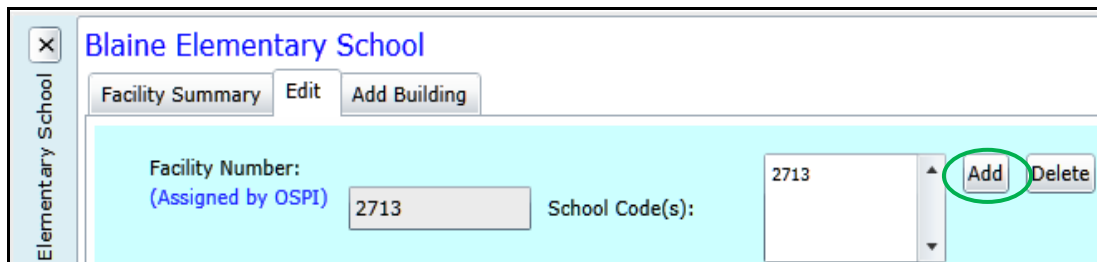 Blaine Elementary School
Elementary School
Facility Summary Edit Add Building
Facility Number:
(Assigned by OSPI)
2713
School Code(s):
2713
Add Delete